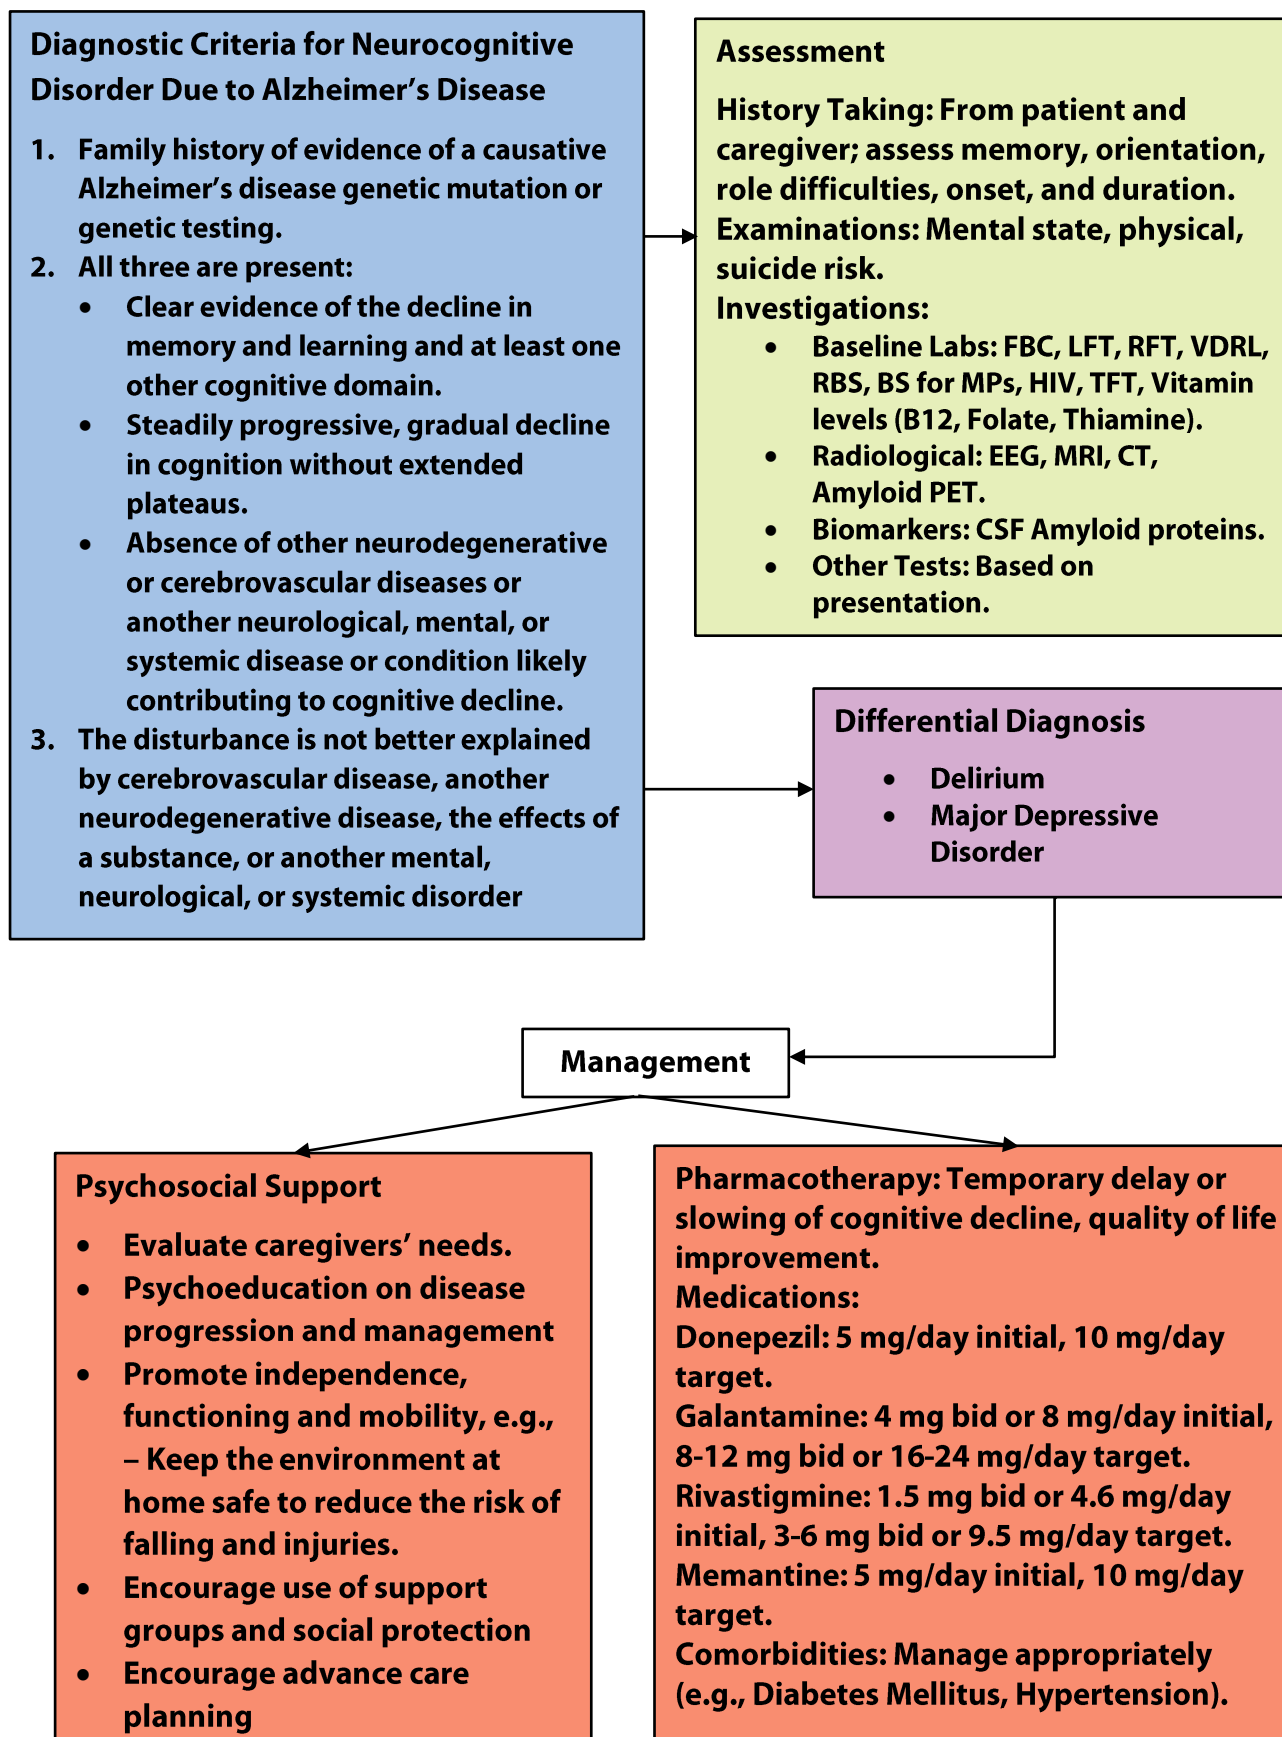 Diagnostic Criteria for Neurocognitive
Disorder Due to Alzheimer's Disease
1. Family history of evidence of a causative
Alzheimer's disease genetic mutation or
genetic testing.
2. All three are present:
• Clear evidence of the decline in
memory and learning and at least one
other cognitive domain.
• Steadily progressive, gradual decline
in cognition without extended
plateaus.
• Absence of other neurodegenerative
or cerebrovascular diseases or
another neurological, mental, or
systemic disease or condition likely
contributing to cognitive decline.
3. The disturbance is not better explained
by cerebrovascular disease, another
neurodegenerative disease, the effects of
a substance, or another mental,
neurological, or systemic disorder
Assessment
History Taking: From patient and
caregiver; assess memory, orientation,
role difficulties, onset, and duration.
Examinations: Mental state, physical,
suicide risk.
Investigations:
• Baseline Labs: FBC, LFT, RFT, VDRL,
RBS, BS for MPs, HIV, TFT, Vitamin
levels (B12, Folate, Thiamine).
• Radiological: EEG, MRI, CT,
Amyloid PET.
• Biomarkers: CSF Amyloid proteins.
• Other Tests: Based on
presentation.
Differential Diagnosis
• Delirium
• Major Depressive
Disorder
Management
Psychosocial Support
• Evaluate caregivers' needs.
• Psychoeducation on disease
progression and management
• Promote independence,
functioning and mobility, e.g.,
– Keep the environment at
home safe to reduce the risk of
falling and injuries.
• Encourage use of support
groups and social protection
• Encourage advance care
planning
Pharmacotherapy: Temporary delay or
slowing of cognitive decline, quality of life
improvement.
Medications:
Donepezil: 5 mg/day initial, 10 mg/day
target.
Galantamine: 4 mg bid or 8 mg/day initial,
8-12 mg bid or 16-24 mg/day target.
Rivastigmine: 1.5 mg bid or 4.6 mg/day
initial, 3-6 mg bid or 9.5 mg/day target.
Memantine: 5 mg/day initial, 10 mg/day
target.
Comorbidities: Manage appropriately
(e.g., Diabetes Mellitus, Hypertension).